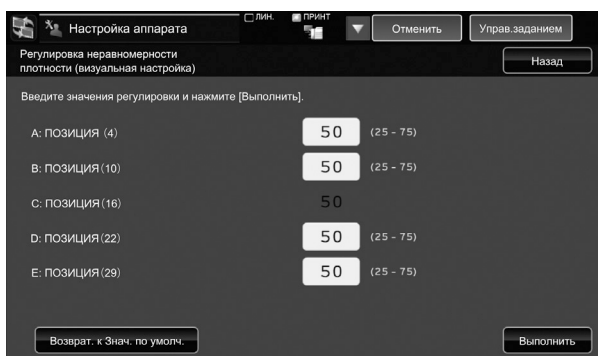 Настройка аппарата
ЛИН.
ПРИНТ
Отменить
Управ.заданием
Регулировка неравномерности
плотности (визуальная настройка)
Назад
Введите значения регулировки и нажмите [Выполнить].
A: ПОЗИЦИЯ (4) 50 (25 - 75)
B: ПОЗИЦИЯ(10) 50 (25 - 75)
C: ПОЗИЦИЯ(16) 50
D: ПОЗИЦИЯ(22) 50 (25 - 75)
E: ПОЗИЦИЯ(29) 50 (25 - 75)
Возврат. к Знач. по умолч.
Выполнить